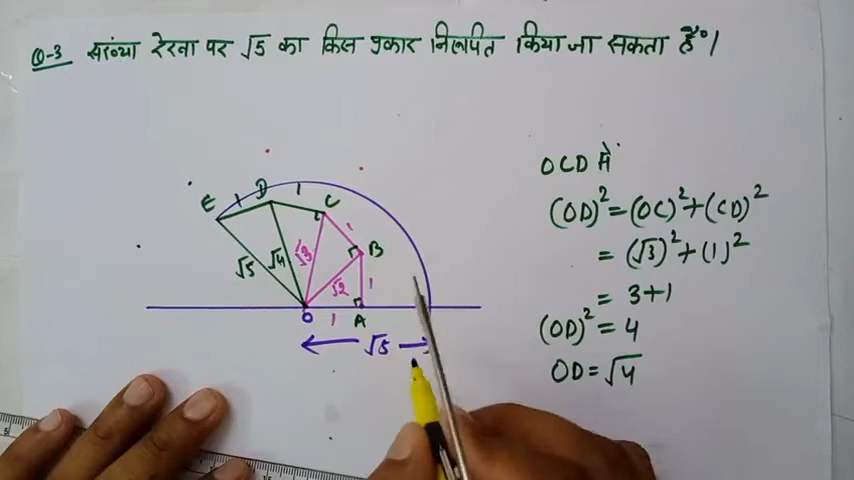 Q-3 संख्या रेखा पर √5 का किस प्रकार निरूपित किया जा सकता है?।
OCD में
(OD)²=(OC)²+(CD)²
= (√3)²+(1)²
= 3+1
(OD)²= 4
OD=√4
E 1 D 1 C
1 B
√5 √4 √3 √2 1
O 1 A
√5